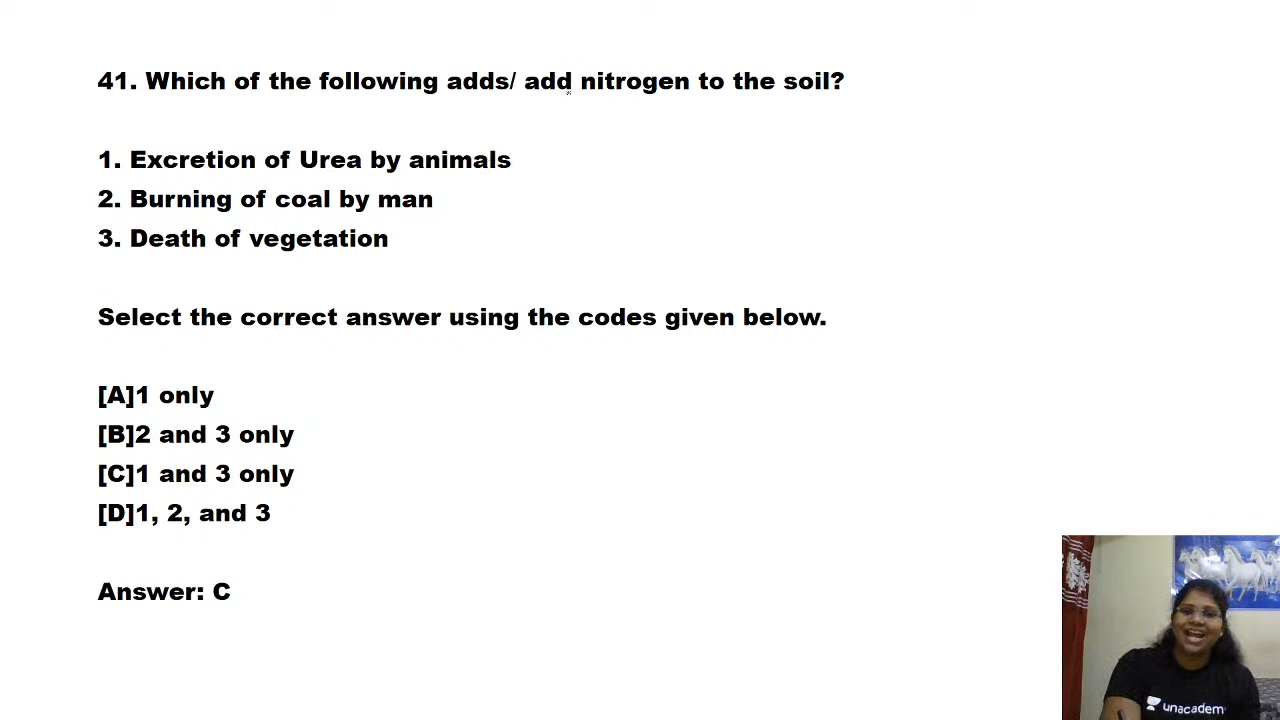 41. Which of the following adds/ add nitrogen to the soil?
1. Excretion of Urea by animals
2. Burning of coal by man
3. Death of vegetation
Select the correct answer using the codes given below.
[A]1 only
[B]2 and 3 only
[C]1 and 3 only
[D]1, 2, and 3
Answer: C
unacadem